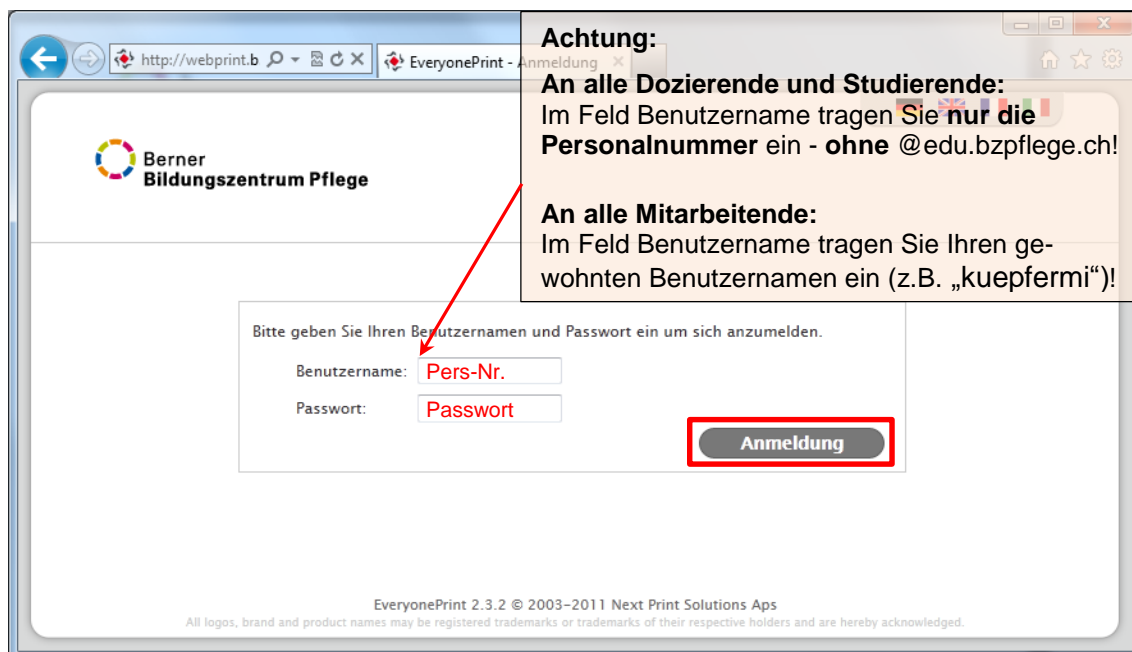 http://webprint.b
EveryonePrint - Anmeldung
Achtung:
An alle Dozierende und Studierende:
Im Feld Benutzername tragen Sie nur die
Personalnummer ein - ohne @edu.bzpflege.ch!
An alle Mitarbeitende:
Im Feld Benutzername tragen Sie Ihren ge-
wohnten Benutzernamen ein (z.B. „kuepfermi“)!
Berner
Bildungszentrum Pflege
Bitte geben Sie Ihren Benutzernamen und Passwort ein um sich anzumelden.
Benutzername: Pers-Nr.
Passwort: Passwort
Anmeldung
EveryonePrint 2.3.2 © 2003-2011 Next Print Solutions Aps
All logos, brand and product names may be registered trademarks or trademarks of their respective holders and are hereby acknowledged.